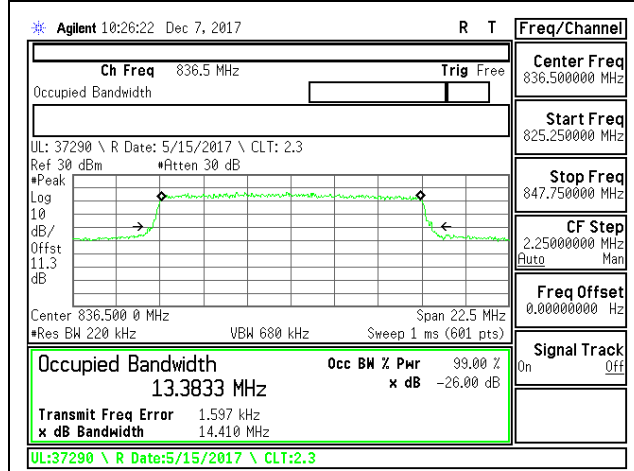 Agilent 10:26:22 Dec 7, 2017 R T
Freq/Channel
Ch Freq 836.5 MHz Trig Free
Occupied Bandwidth
Center Freq
836.500000 MHz
Start Freq
825.250000 MHz
UL: 37290 \ R Date: 5/15/2017 \ CLT: 2.3
Ref 30 dBm #Atten 30 dB
#Peak
Log
10
dB/
Offst
11.3
dB
Stop Freq
847.750000 MHz
CF Step
2.25000000 MHz
Auto Man
Center 836.500 0 MHz Span 22.5 MHz
#Res BW 220 kHz VBW 680 kHz Sweep 1 ms (601 pts)
Freq Offset
0.00000000 Hz
Occupied Bandwidth Occ BW % Pwr 99.00 %
13.3833 MHz x dB -26.00 dB
Transmit Freq Error 1.597 kHz
x dB Bandwidth 14.410 MHz
Signal Track
On Off
UL:37290 \ R Date:5/15/2017 \ CLT:2.3